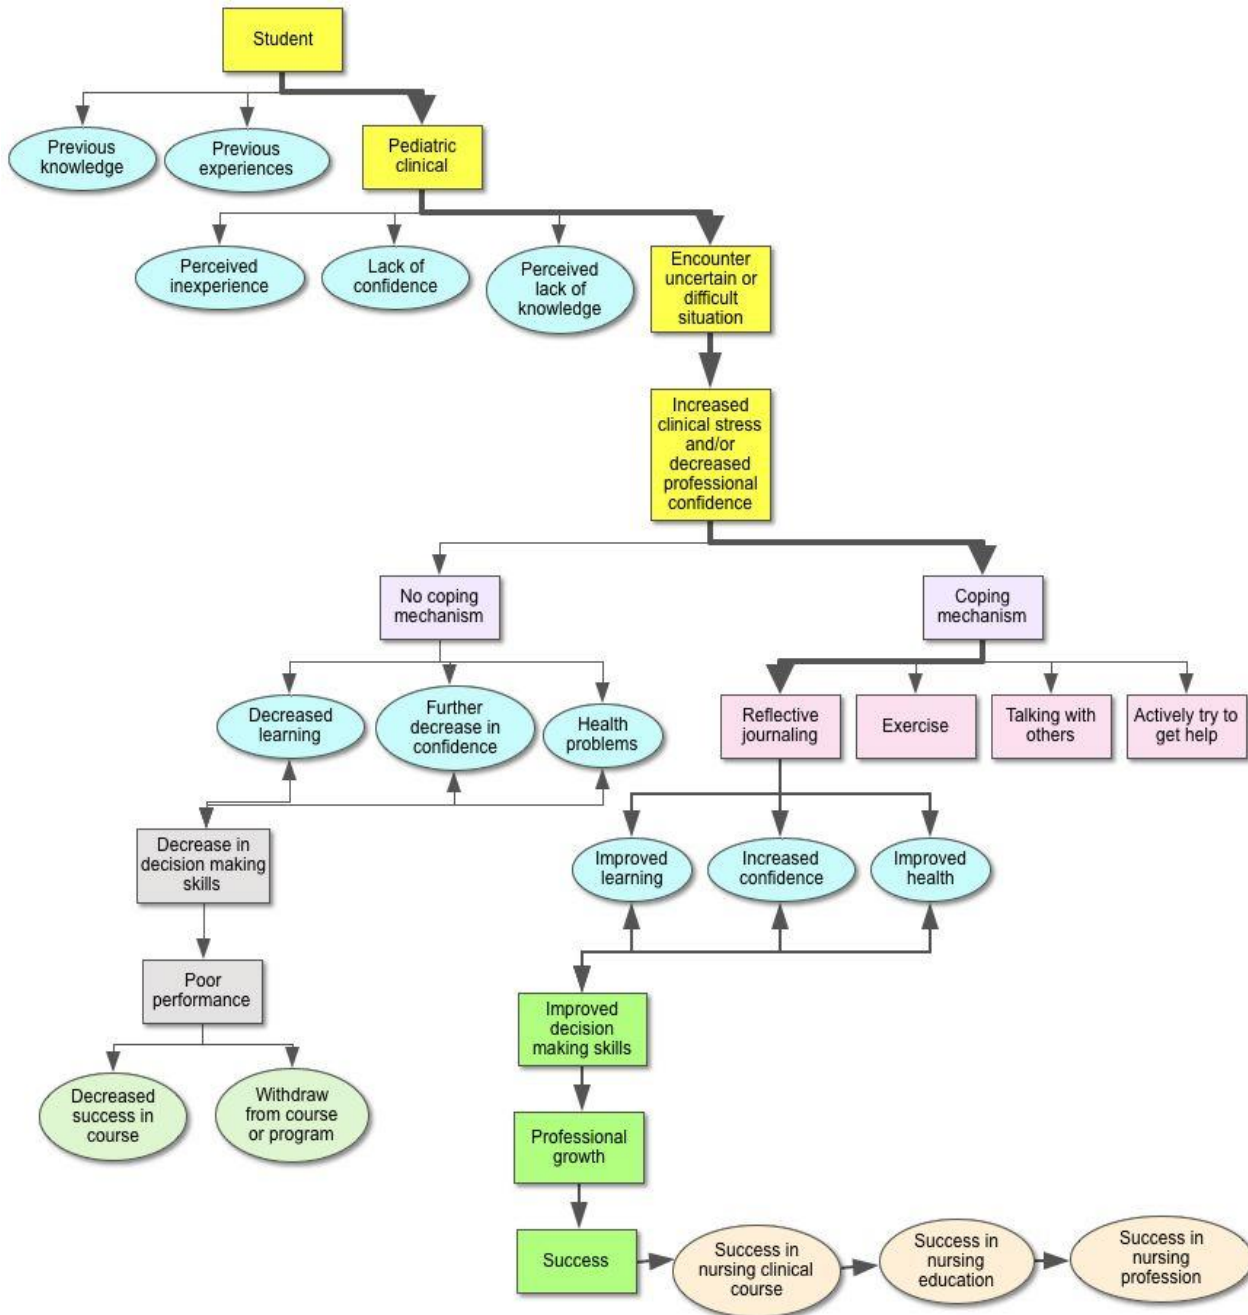 Student
Previous
knowledge
Previous
experiences
Pediatric
clinical
Perceived
inexperience
Lack of
confidence
Perceived
lack of
knowledge
Encounter
uncertain or
difficult
situation
Increased
clinical stress
and/or
decreased
professional
confidence
No coping
mechanism
Coping
mechanism
Decreased
learning
Further
decrease in
confidence
Health
problems
Reflective
journaling
Exercise
Talking with
others
Actively try to
get help
Decrease in
decision making
skills
Improved
learning
Increased
confidence
Improved
health
Poor
performance
Improved
decision
making skills
Decreased
success in
course
Withdraw
from course
or program
Professional
growth
Success
Success in
nursing clinical
course
Success in
nursing
education
Success in
nursing
profession